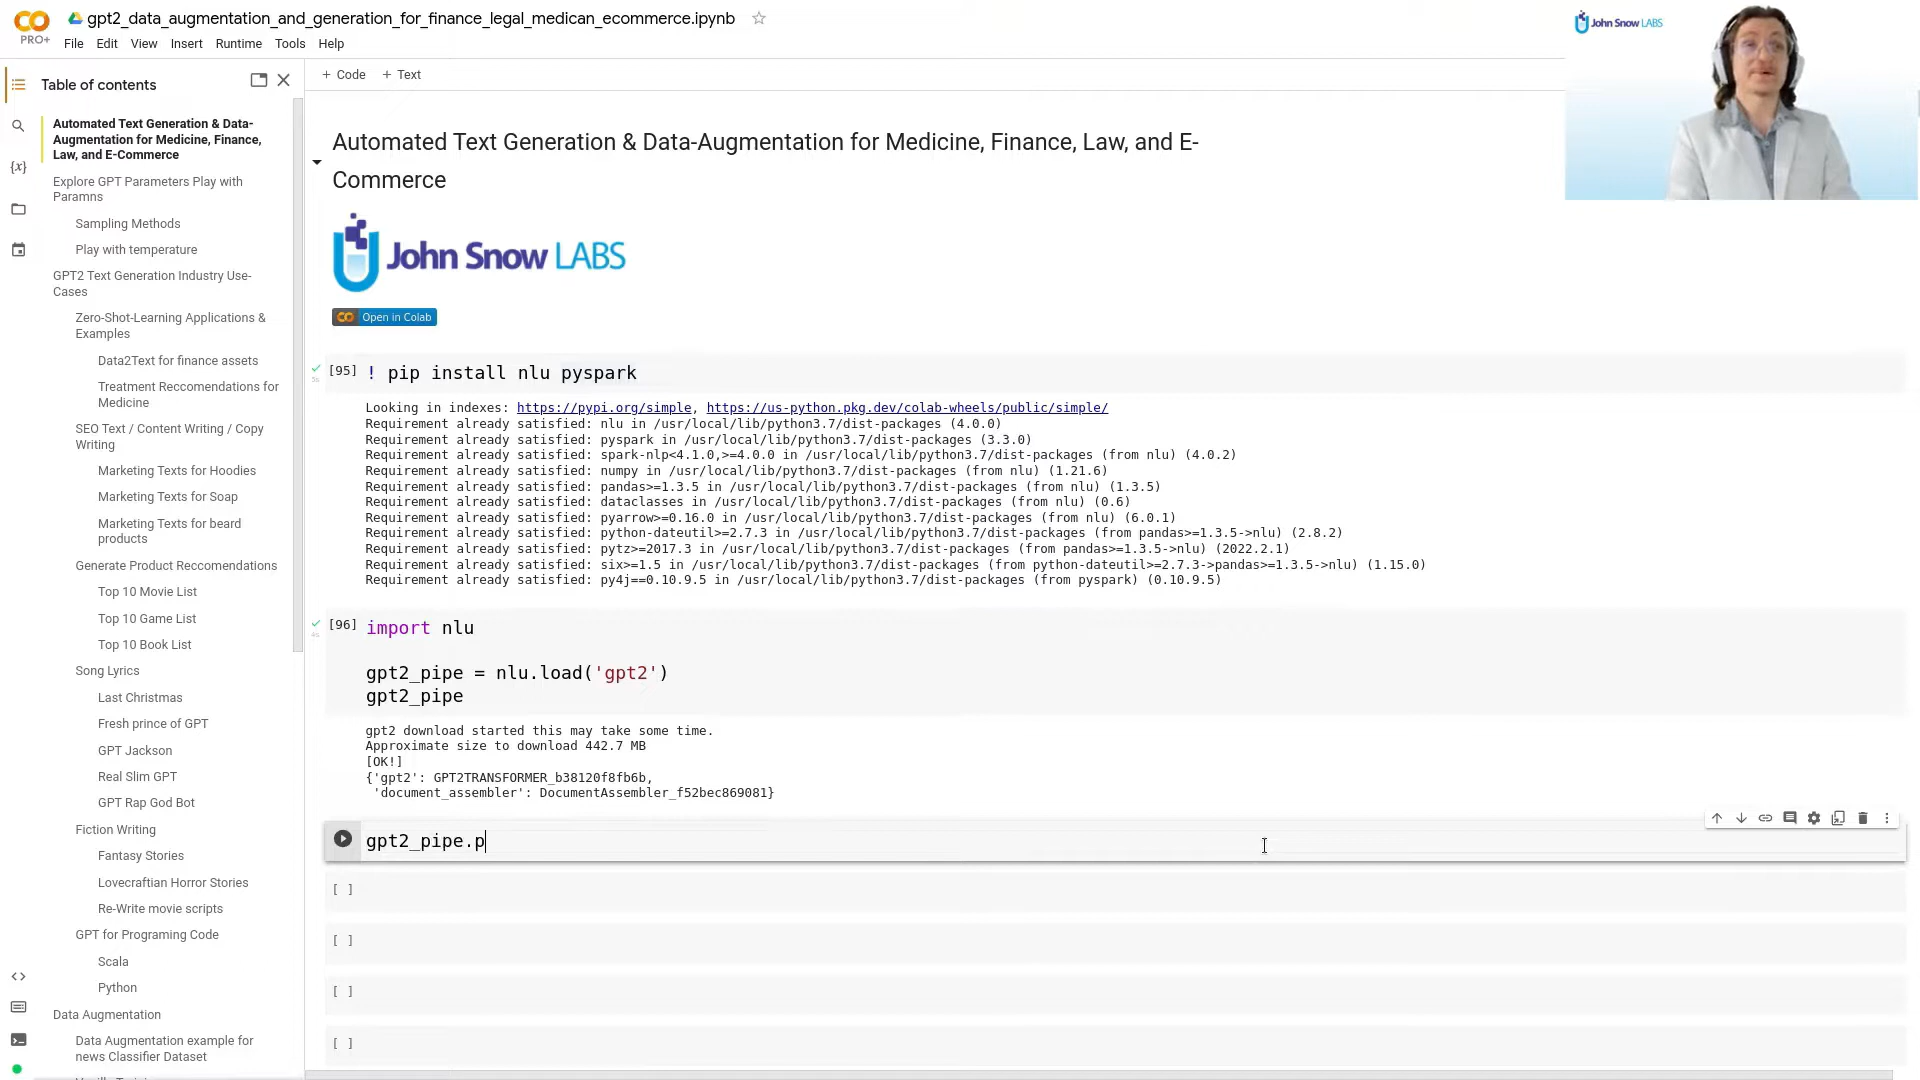 gpt2_data_augmentation_and_generation_for_finance_legal_medican_ecommerce.ipynb
PRO+
File Edit View Insert Runtime Tools Help
John Snow LABS
Table of contents
Automated Text Generation & Data-
Augmentation for Medicine, Finance,
Law, and E-Commerce
Explore GPT Parameters Play with
Paramns
Sampling Methods
Play with temperature
GPT2 Text Generation Industry Use-
Cases
Zero-Shot-Learning Applications &
Examples
Data2Text for finance assets
Treatment Reccomendations for
Medicine
SEO Text / Content Writing / Copy
Writing
Marketing Texts for Hoodies
Marketing Texts for Soap
Marketing Texts for beard
products
Generate Product Reccomendations
Top 10 Movie List
Top 10 Game List
Top 10 Book List
Song Lyrics
Last Christmas
Fresh prince of GPT
GPT Jackson
Real Slim GPT
GPT Rap God Bot
Fiction Writing
Fantasy Stories
Lovecraftian Horror Stories
Re-Write movie scripts
GPT for Programing Code
Scala
Python
Data Augmentation
Data Augmentation example for
news Classifier Dataset
{x}
+ Code + Text
Automated Text Generation & Data-Augmentation for Medicine, Finance, Law, and E-
Commerce
John Snow LABS
Open in Colab
[95] ! pip install nlu pyspark
Looking in indexes: https://pypi.org/simple, https://us-python.pkg.dev/colab-wheels/public/simple/
Requirement already satisfied: nlu in /usr/local/lib/python3.7/dist-packages (4.0.0)
Requirement already satisfied: pyspark in /usr/local/lib/python3.7/dist-packages (3.3.0)
Requirement already satisfied: spark-nlp<4.1.0,>=4.0.0 in /usr/local/lib/python3.7/dist-packages (from nlu) (4.0.2)
Requirement already satisfied: numpy in /usr/local/lib/python3.7/dist-packages (from nlu) (1.21.6)
Requirement already satisfied: pandas>=1.3.5 in /usr/local/lib/python3.7/dist-packages (from nlu) (1.3.5)
Requirement already satisfied: dataclasses in /usr/local/lib/python3.7/dist-packages (from nlu) (0.6)
Requirement already satisfied: pyarrow>=0.16.0 in /usr/local/lib/python3.7/dist-packages (from nlu) (6.0.1)
Requirement already satisfied: python-dateutil>=2.7.3 in /usr/local/lib/python3.7/dist-packages (from pandas>=1.3.5->nlu) (2.8.2)
Requirement already satisfied: pytz>=2017.3 in /usr/local/lib/python3.7/dist-packages (from pandas>=1.3.5->nlu) (2022.2.1)
Requirement already satisfied: six>=1.5 in /usr/local/lib/python3.7/dist-packages (from python-dateutil>=2.7.3->pandas>=1.3.5->nlu) (1.15.0)
Requirement already satisfied: py4j==0.10.9.5 in /usr/local/lib/python3.7/dist-packages (from pyspark) (0.10.9.5)
[96] import nlu
gpt2_pipe = nlu.load('gpt2')
gpt2_pipe
gpt2 download started this may take some time.
Approximate size to download 442.7 MB
[OK!]
{'gpt2': GPT2TRANSFORMER_b38120f8fb6b,
'document_assembler': DocumentAssembler_f52bec869081}
gpt2_pipe.p
[ ]
[ ]
[ ]
[ ]